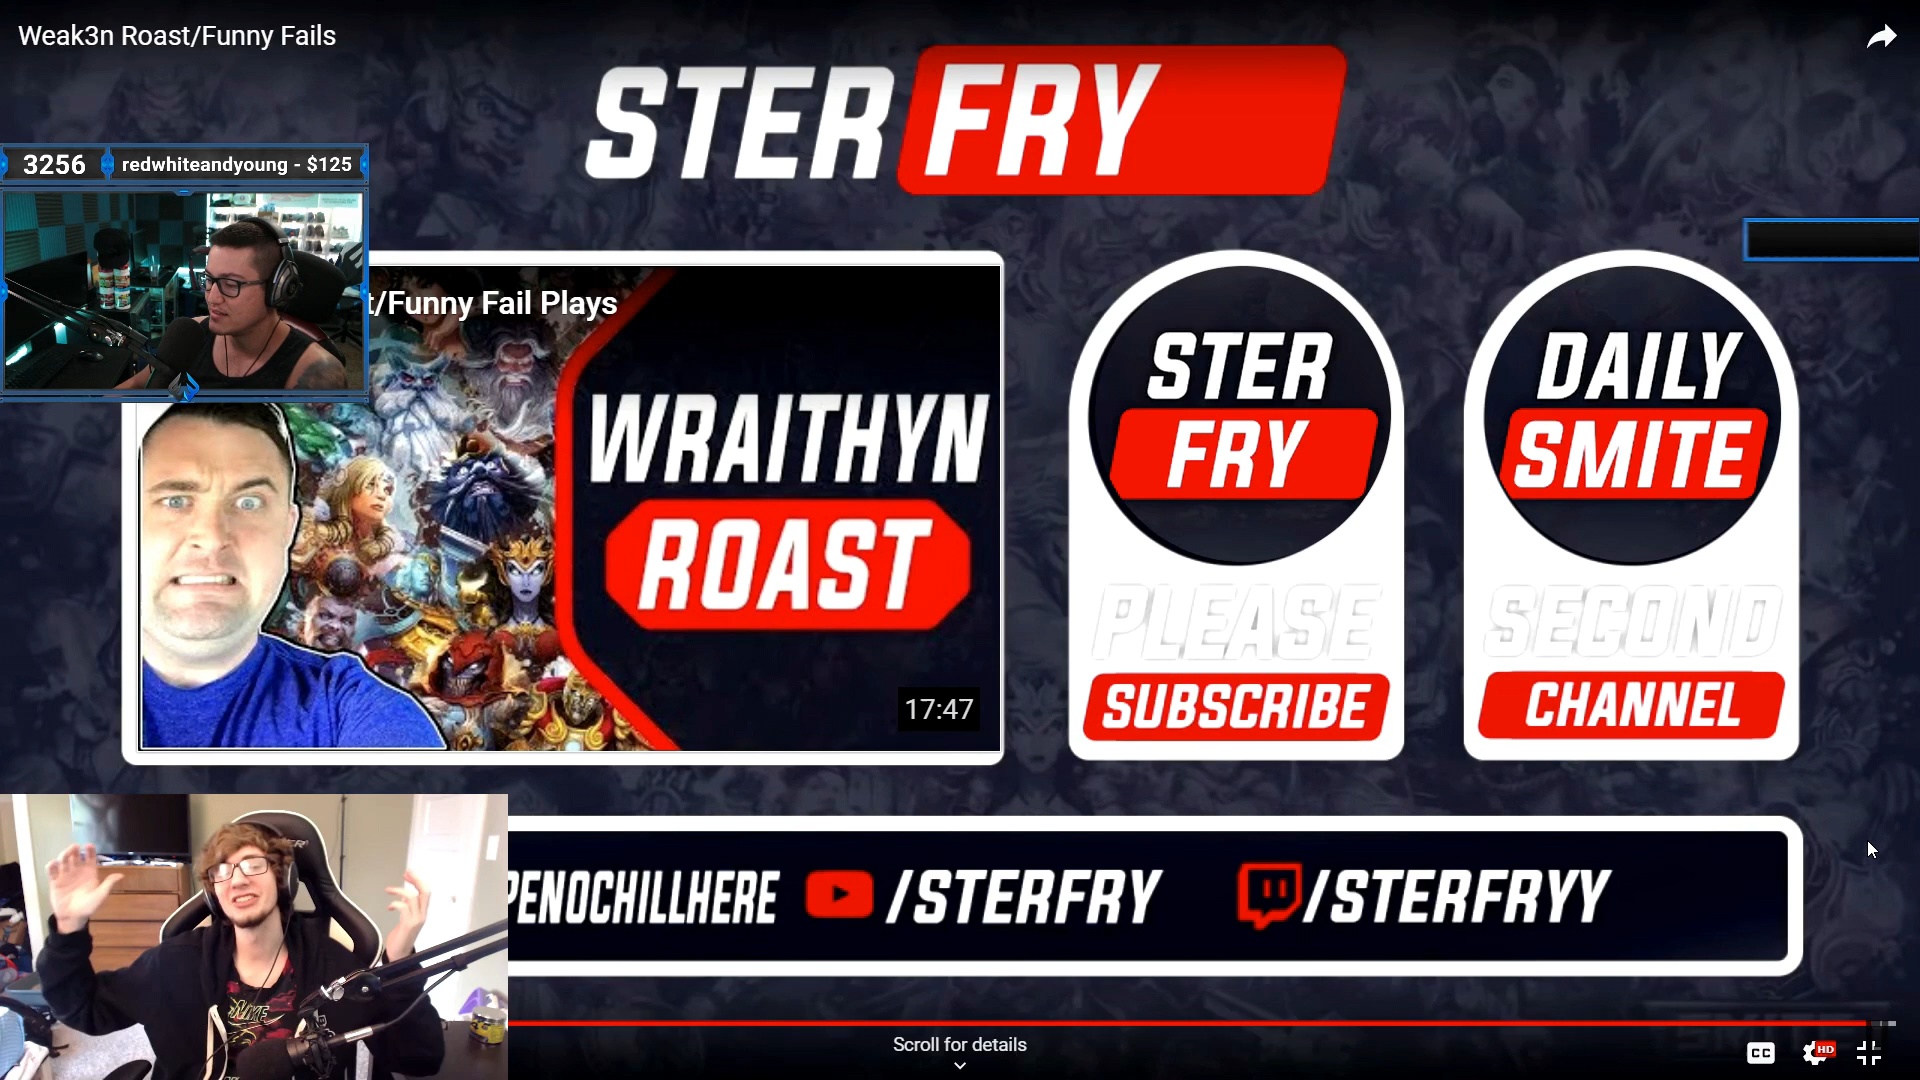 Weak3n Roast/Funny Fails
STER FRY
3256
redwhiteandyoung - $125
t/Funny Fail Plays
WRAITHYN
ROAST
17:47
STER
FRY
PLEASE
SUBSCRIBE
DAILY
SMITE
SECOND
CHANNEL
PENOCHILLHERE
/STERFRY
/STERFRYY
Scroll for details
CC
HD